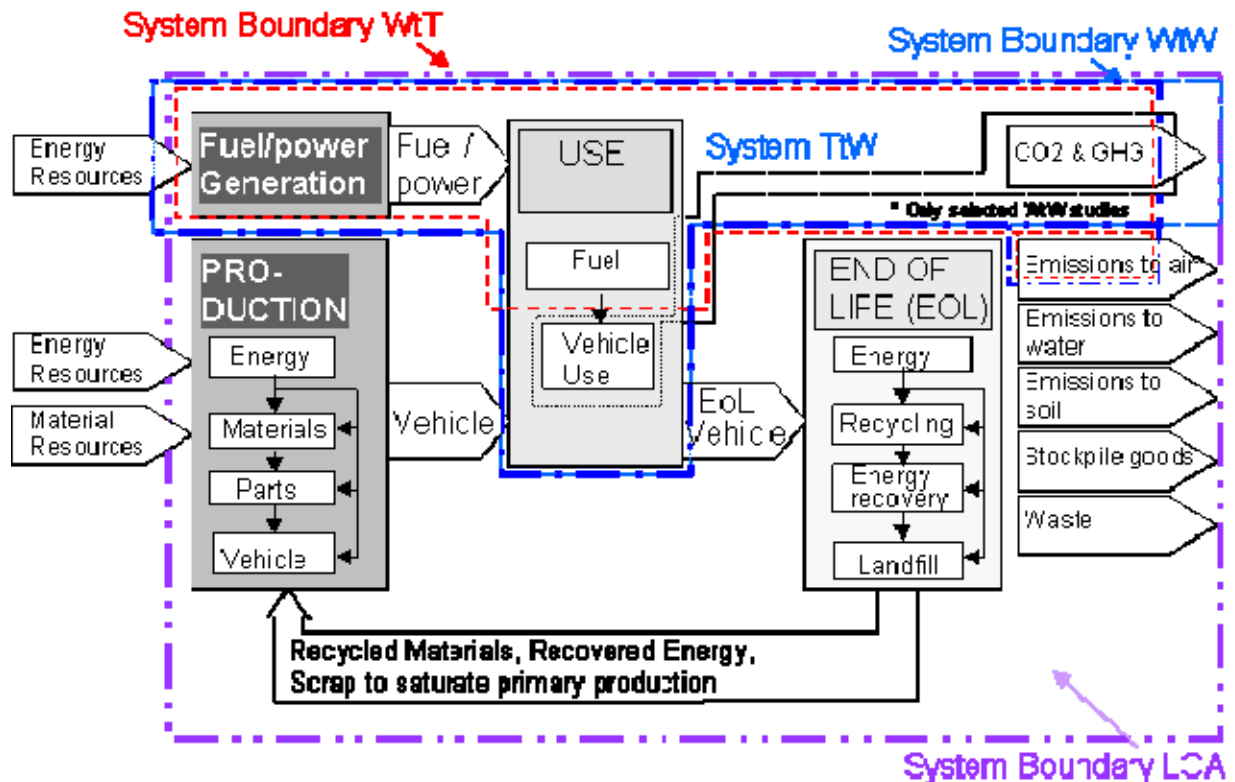 System Boundary WtT
System Boundary WtW
Energy
Resources
Fuel/power
Generation
Fuel /
power
USE
System TtW
CO2 & GHG
* Only selected WtW studies
Fuel
Vehicle
Use
PRO-
DUCTION
Energy
Resources
Material
Resources
Energy
Materials
Parts
Vehicle
Vehicle
EoL
Vehicle
END OF
LIFE (EOL)
Energy
Recycling
Energy
recovery
Landfill
Emissions to air*
Emissions to
water
Emissions to
soil
Stockpile goods
Waste
Recycled Materials, Recovered Energy,
Scrap to saturate primary production
System Boundary LCA